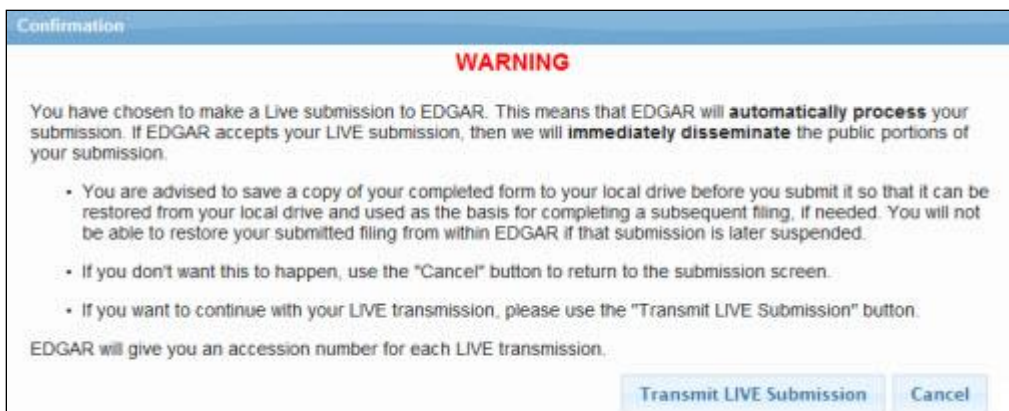 Confirmation
WARNING
You have chosen to make a Live submission to EDGAR. This means that EDGAR will automatically process your
submission. If EDGAR accepts your LIVE submission, then we will immediately disseminate the public portions of
your submission.
• You are advised to save a copy of your completed form to your local drive before you submit it so that it can be
restored from your local drive and used as the basis for completing a subsequent filing, if needed. You will not
be able to restore your submitted filing from within EDGAR if that submission is later suspended.
• If you don't want this to happen, use the "Cancel" button to return to the submission screen.
• If you want to continue with your LIVE transmission, please use the "Transmit LIVE Submission" button.
EDGAR will give you an accession number for each LIVE transmission.
Transmit LIVE Submission Cancel